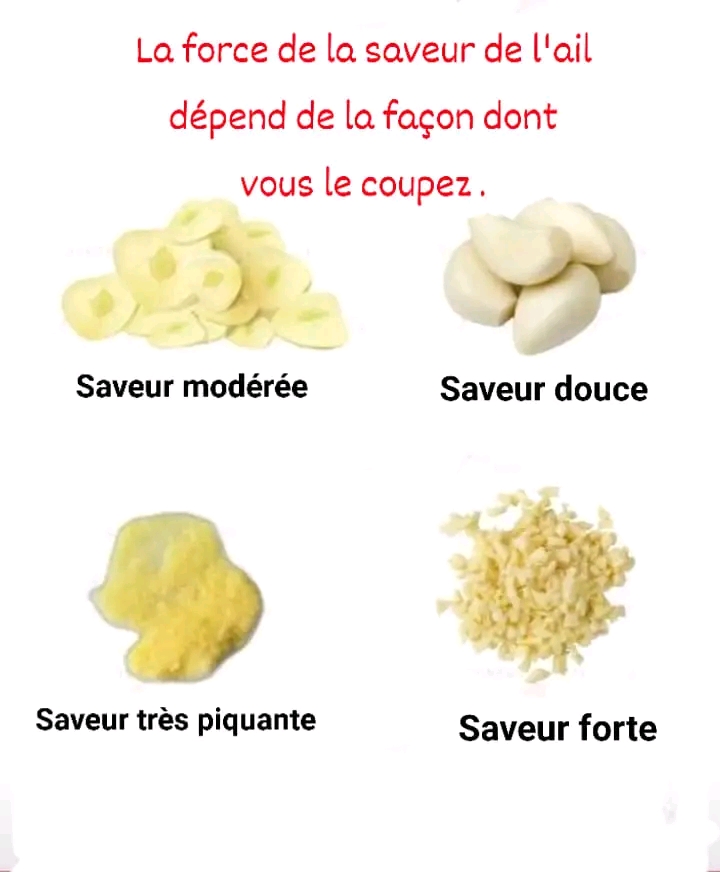 La force de la saveur de l'ail
dépend de la façon dont
vous le coupez .
Saveur modérée
Saveur douce
Saveur très piquante
Saveur forte